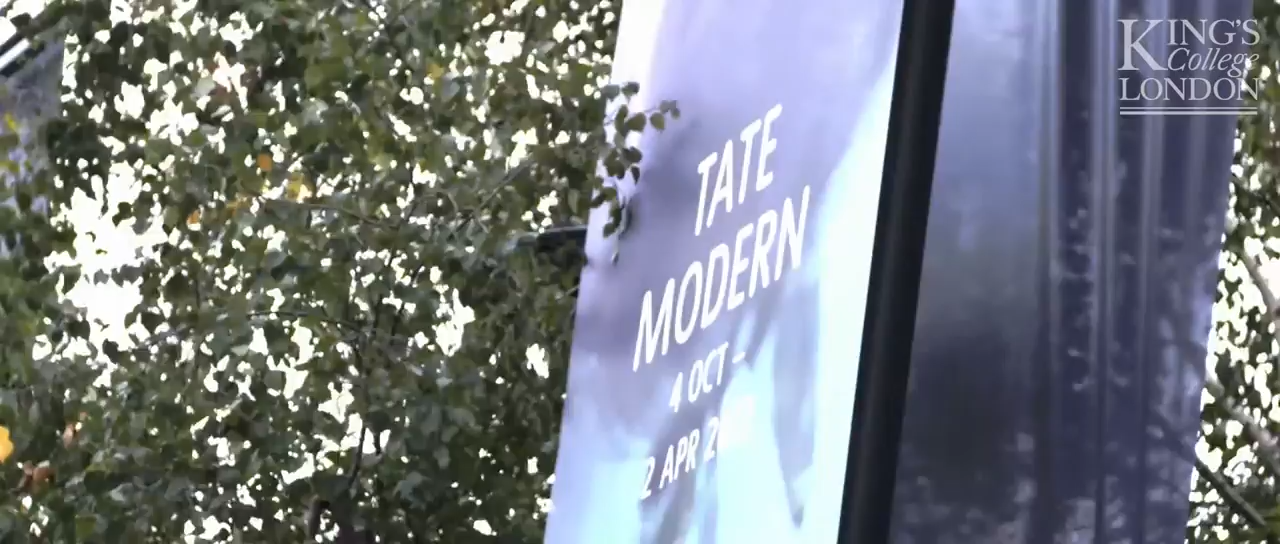 TATE
MODERN
4 OCT –
2 APR
KING'S
College
LONDON